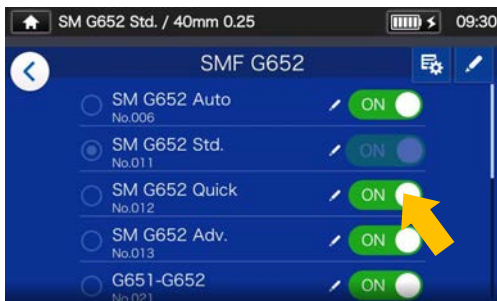 SM G652 Std. / 40mm 0.25 09:30
SMF G652
SM G652 Auto ON
No.006
SM G652 Std. ON
No.011
SM G652 Quick ON
No.012
SM G652 Adv. ON
No.013
G651-G652 ON
No.021